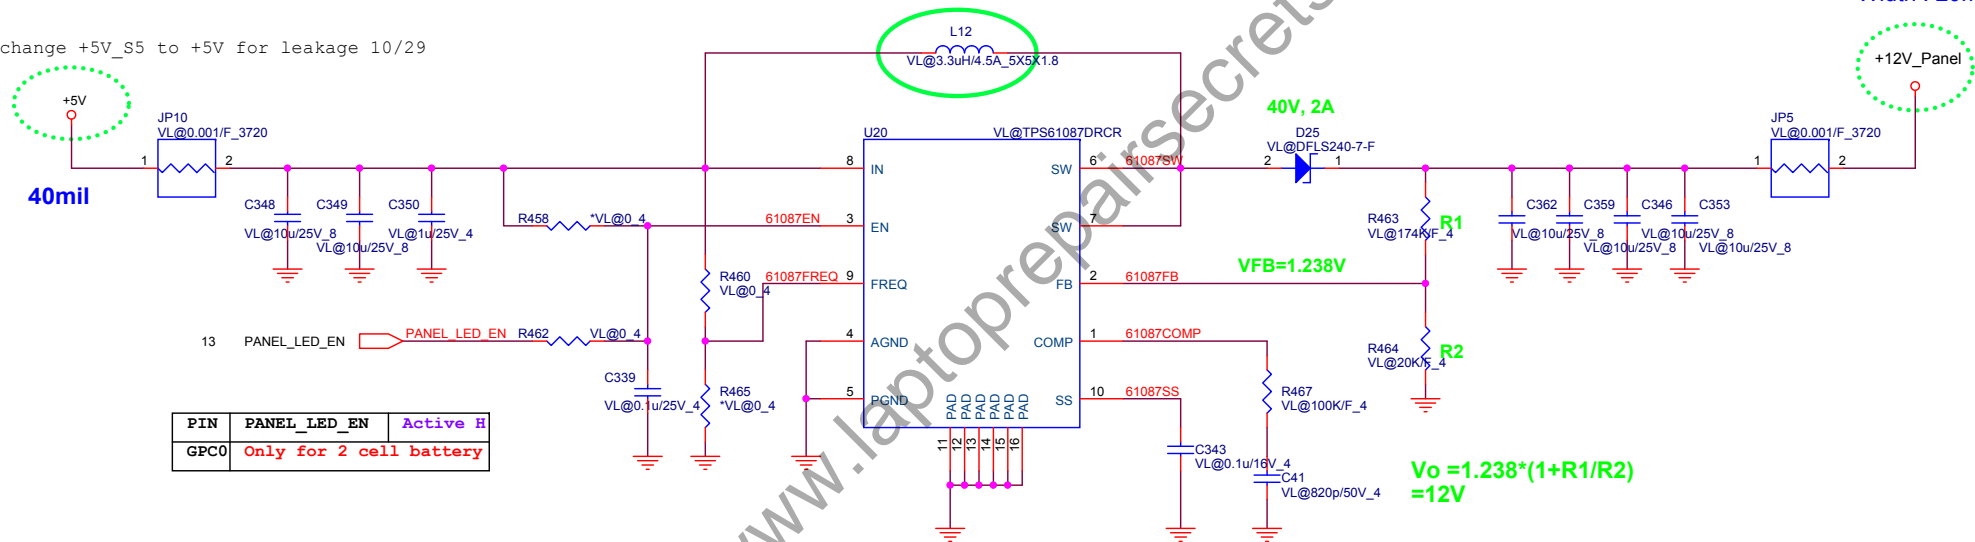 change +5V_S5 to +5V for leakage 10/29
+5V
40mil
JP10
VL@0.001/F_3720
1
2
C348
VL@10u/25V_8
C349
VL@10u/25V_8
C350
VL@1u/25V_4
R458
*VL@0_4
61087EN
L12
VL@3.3uH/4.5A_5X5X1.8
R460
VL@0_4
61087FREQ
13
PANEL_LED_EN
PANEL_LED_EN
R462
VL@0_4
C339
VL@0.1u/25V_4
R465
*VL@0_4
PIN PANEL_LED_EN Active H
GPC0 Only for 2 cell battery
U20
VL@TPS61087DRCR
8
IN
3
EN
9
FREQ
4
AGND
5
PGND
SW
6
61087SW
SW
7
FB
2
61087FB
COMP
1
61087COMP
SS
10
61087SS
PAD
PAD
PAD
PAD
PAD
PAD
11
12
13
14
15
16
40V, 2A
D25
VL@DFLS240-7-F
2
1
VFB=1.238V
R463
VL@174K/F_4
R1
R464
VL@20K/F_4
R2
R467
VL@100K/F_4
C343
VL@0.1u/16V_4
C41
VL@820p/50V_4
C362
VL@10u/25V_8
C359
VL@10u/25V_8
C346
VL@10u/25V_8
C353
VL@10u/25V_8
JP5
VL@0.001/F_3720
1
2
+12V_Panel
Vo =1.238*(1+R1/R2)
=12V
www.laptoprepairsecrets